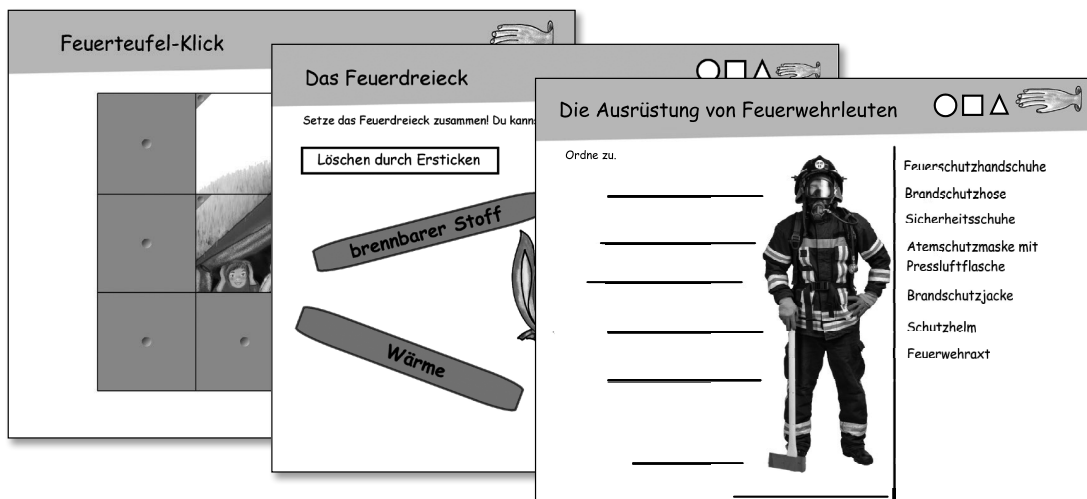 Feuerteufel-Klick
Das Feuerdreieck
Setze das Feuerdreieck zusammen! Du kanns
Löschen durch Ersticken
brennbarer Stoff
Wärme
Die Ausrüstung von Feuerwehrleuten
Ordne zu.
Feuerschutzhandschuhe
Brandschutzhose
Sicherheitsschuhe
Atemschutzmaske mit
Pressluftflasche
Brandschutzjacke
Schutzhelm
Feuerwehraxt